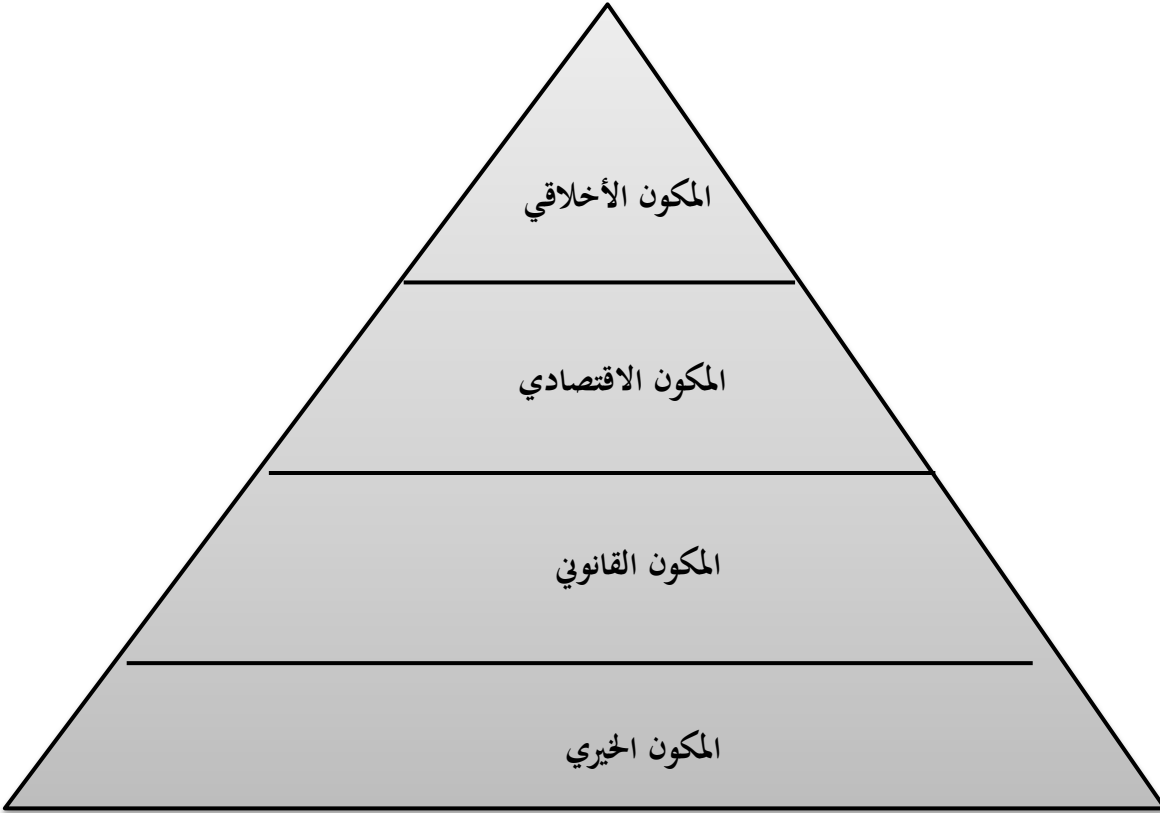 المكون الأخلاقي
المكون الاقتصادي
المكون القانوني
المكون الخيري